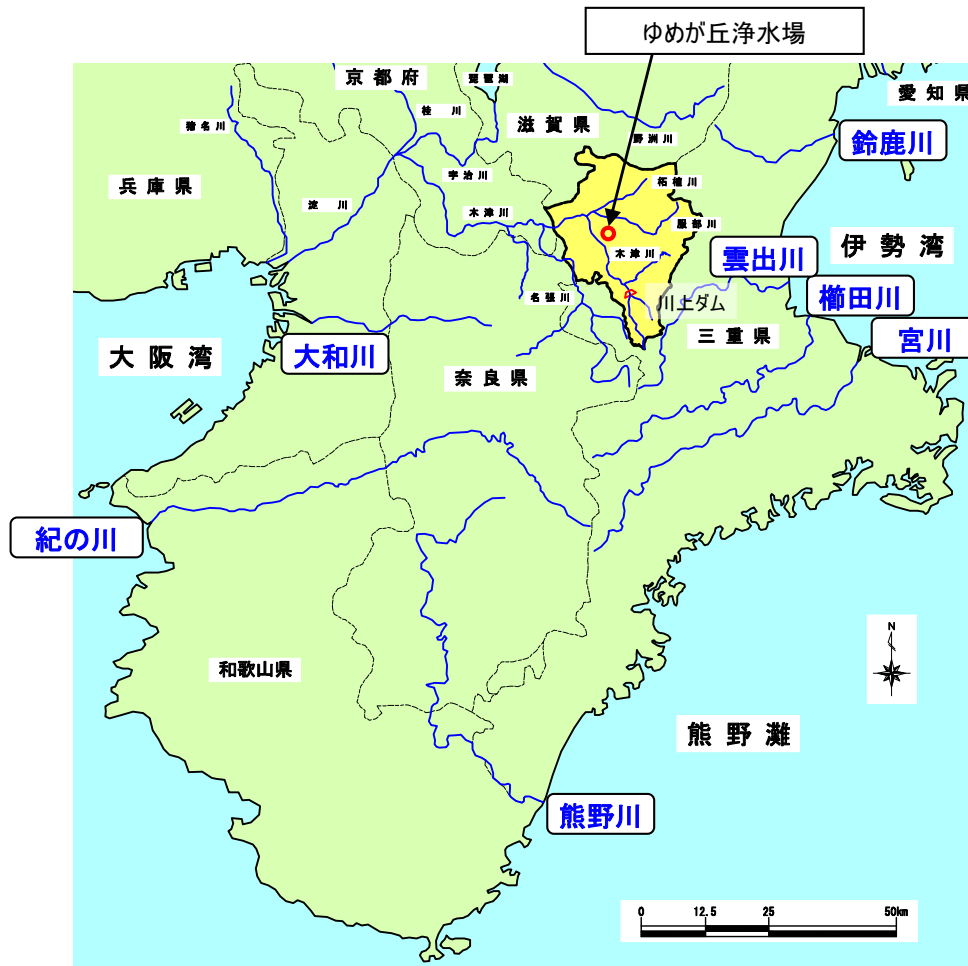 ゆめが丘浄水場
京都府
琵琶湖
愛知県
桂川
滋賀県
猪名川
野洲川
鈴鹿川
宇治川
兵庫県
柘植川
淀川
木津川
服部川
伊勢湾
木津川
雲出川
名張川
川上ダム
櫛田川
三重県
宮川
大阪湾
大和川
奈良県
紀の川
N
和歌山県
熊野灘
熊野川
0 12.5 25 50km